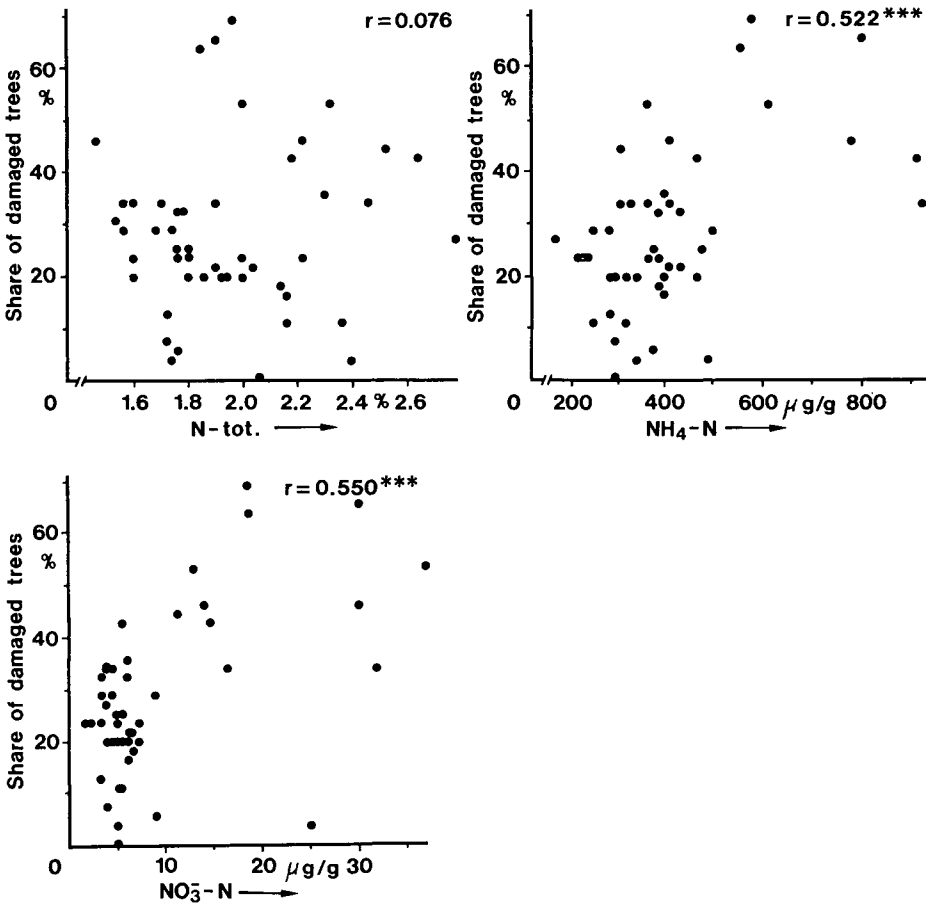 r=0.076
Share of damaged trees
60
%
40
20
0 1.6 1.8 2.0 2.2 2.4 % 2.6
N-tot. →
r=0.522***
Share of damaged trees
60
%
40
20
0 200 400 600 μg/g 800
NH₄-N →
r=0.550***
Share of damaged trees
60
%
40
20
0 10 20 μg/g 30
NO₃⁻-N →